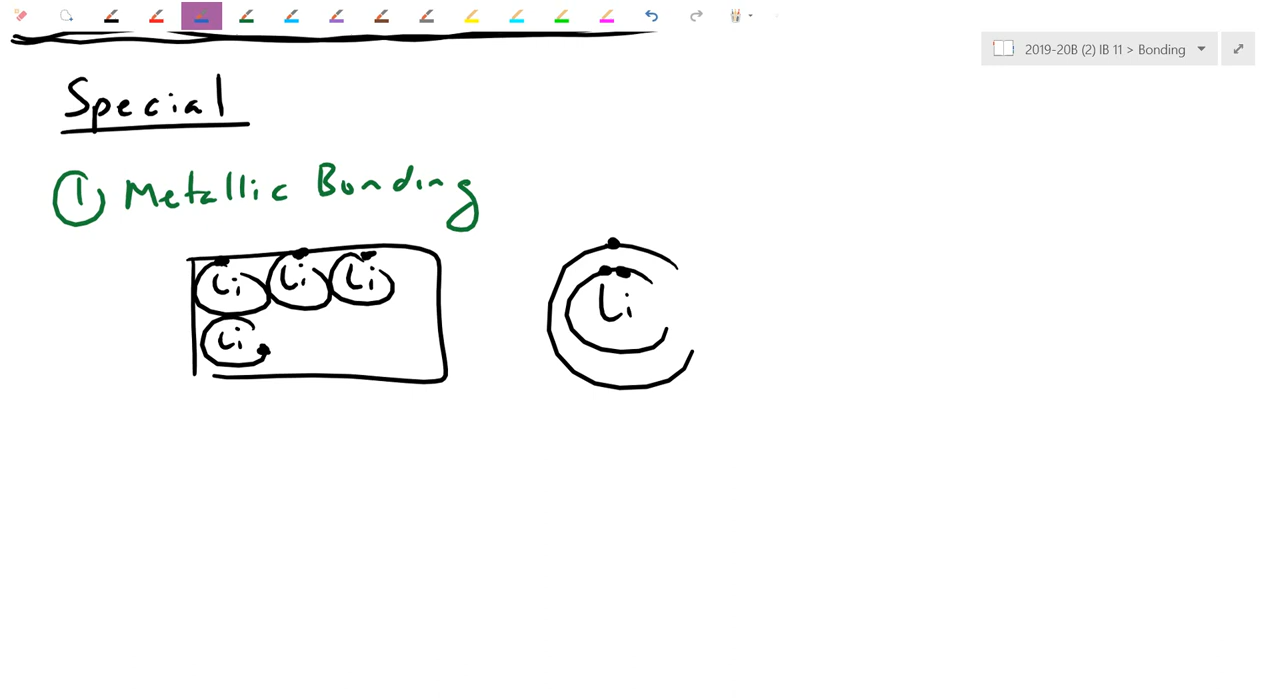 2019-20B (2) IB 11 > Bonding
Special
① Metallic Bonding
Li Li Li
Li
Li